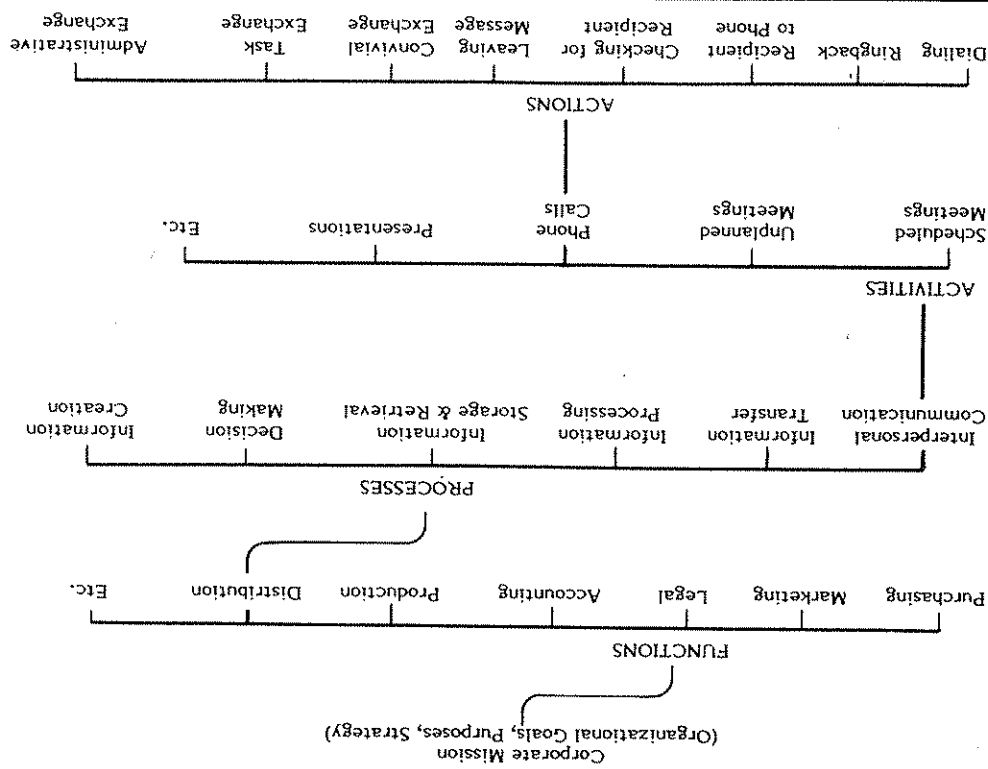 Corporate Mission
(Organizational Goals, Purposes, Strategy)
FUNCTIONS
Purchasing
Marketing
Legal
Accounting
Production
Distribution
Etc.
PROCESSES
Interpersonal
Communication
Information
Transfer
Information
Processing
Information
Storage & Retrieval
Decision
Making
Information
Creation
ACTIVITIES
Scheduled
Meetings
Unplanned
Meetings
Phone
Calls
Presentations
Etc.
ACTIONS
Dialing
Ringback
Recipient
to Phone
Checking for
Recipient
Leaving
Message
Convivial
Exchange
Task
Exchange
Administrative
Exchange